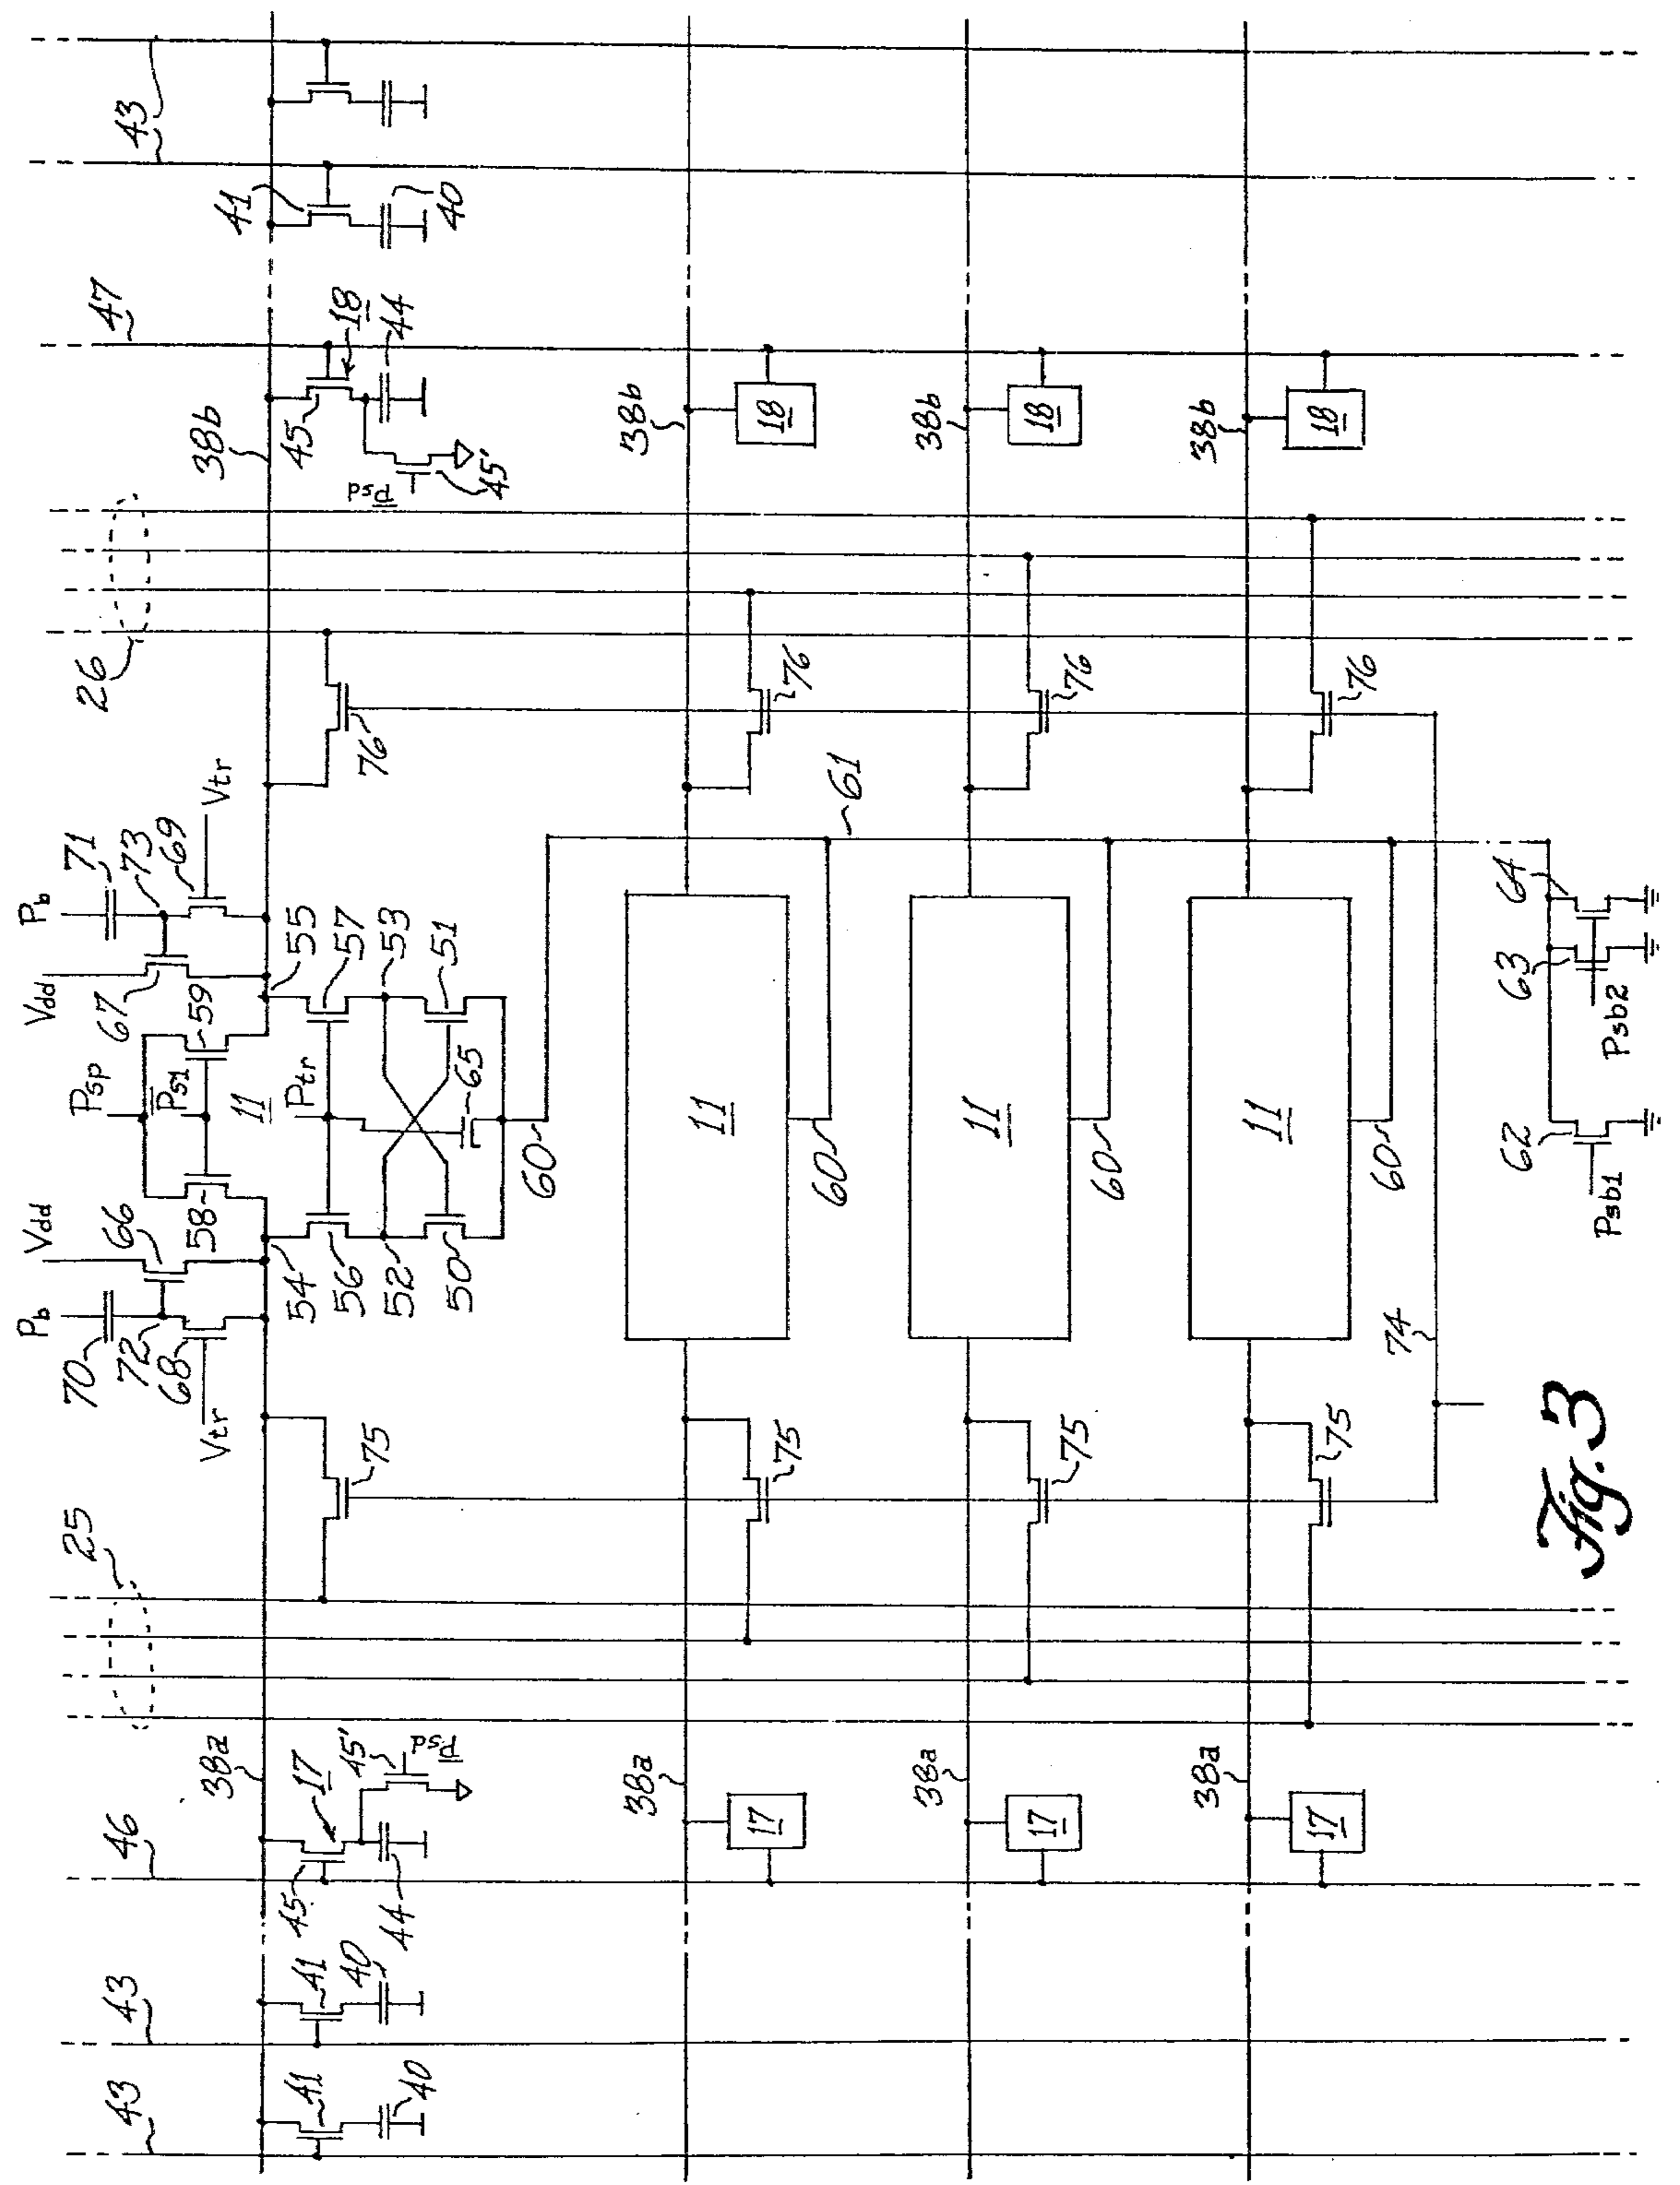 Pb Vdd Vdd Pb
43 43 46 25 70 66 Psp 67 71 26 47 43
72 P̅s1 73
68 58 59 69
38a Vtr 11 Vtr 38b 41
54 55
41 41 45 17 45' 75 56 Ptr 57 76 45 18
40 40 44 P̅sd 52 53 P̅sd 44
50 65 51 45' 40
60
38a 38b
17 75 11 76 18
60 61
38a 38b
17 75 11 76 18
60
38a 38b
17 75 11 76 18
60
74
62 63 64
Psb1 Psb2
Fig. 3